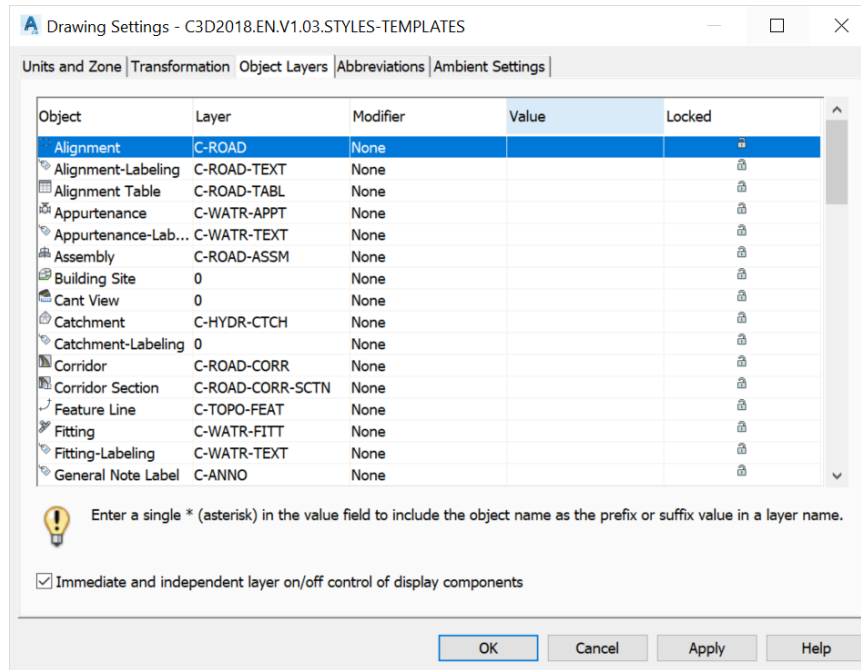 Drawing Settings - C3D2018.EN.V1.03.STYLES-TEMPLATES
Units and Zone Transformation Object Layers Abbreviations Ambient Settings
Object Layer Modifier Value Locked
Alignment C-ROAD None
Alignment-Labeling C-ROAD-TEXT None
Alignment Table C-ROAD-TABL None
Appurtenance C-WATR-APPT None
Appurtenance-Lab... C-WATR-TEXT None
Assembly C-ROAD-ASSM None
Building Site 0 None
Cant View 0 None
Catchment C-HYDR-CTCH None
Catchment-Labeling 0 None
Corridor C-ROAD-CORR None
Corridor Section C-ROAD-CORR-SCTN None
Feature Line C-TOPO-FEAT None
Fitting C-WATR-FITT None
Fitting-Labeling C-WATR-TEXT None
General Note Label C-ANNO None
Enter a single * (asterisk) in the value field to include the object name as the prefix or suffix value in a layer name.
Immediate and independent layer on/off control of display components
OK Cancel Apply Help